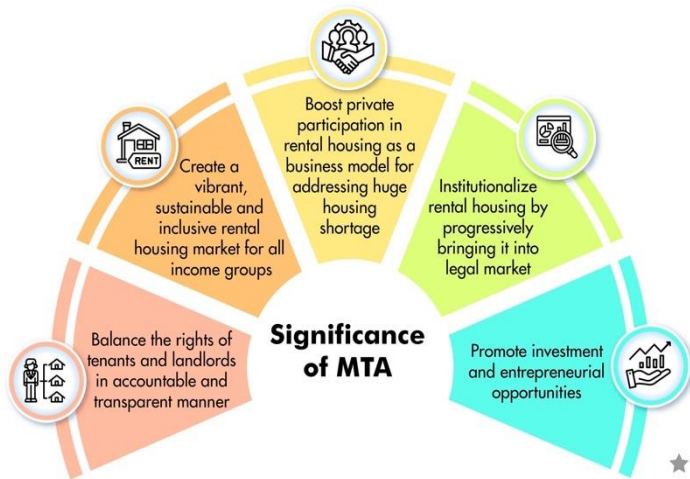 Balance the rights of
tenants and landlords
in accountable and
transparent manner
RENT
Create a
vibrant,
sustainable and
inclusive rental
housing market for all
income groups
Boost private
participation in
rental housing as a
business model for
addressing huge
housing
shortage
Institutionalize
rental housing by
progressively
bringing it into
legal market
Promote investment
and entrepreneurial
opportunities
Significance
of MTA